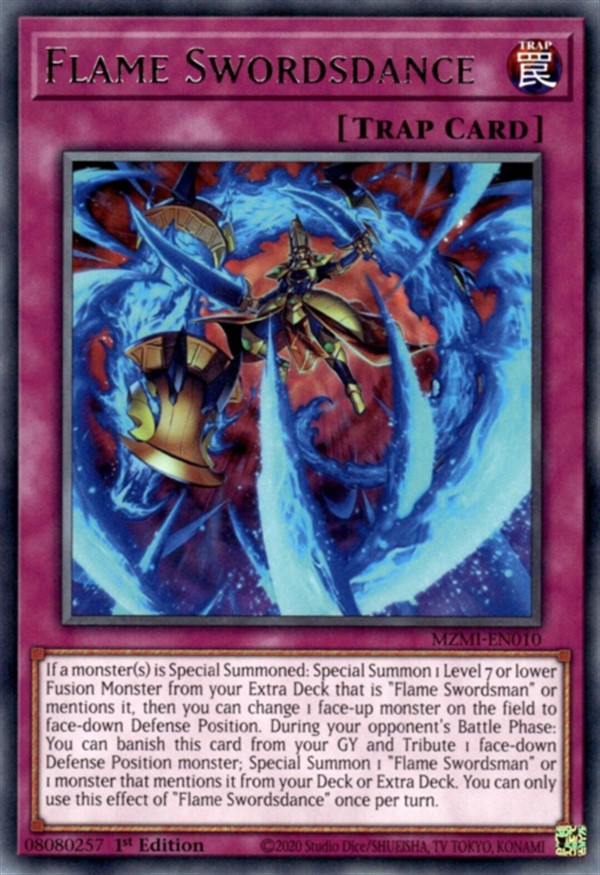 FLAME SWORDSDANCE
TRAP
罠
[TRAP CARD]
MZMI-EN010
If a monster(s) is Special Summoned: Special Summon 1 Level 7 or lower
Fusion Monster from your Extra Deck that is "Flame Swordsman" or
mentions it, then you can change 1 face-up monster on the field to
face-down Defense Position. During your opponent's Battle Phase:
You can banish this card from your GY and Tribute 1 face-down
Defense Position monster; Special Summon 1 "Flame Swordsman" or
1 monster that mentions it from your Deck or Extra Deck. You can only
use this effect of "Flame Swordsdance" once per turn.
08080257 1st Edition ©2020 Studio Dice/SHUEISHA, TV TOKYO, KONAMI